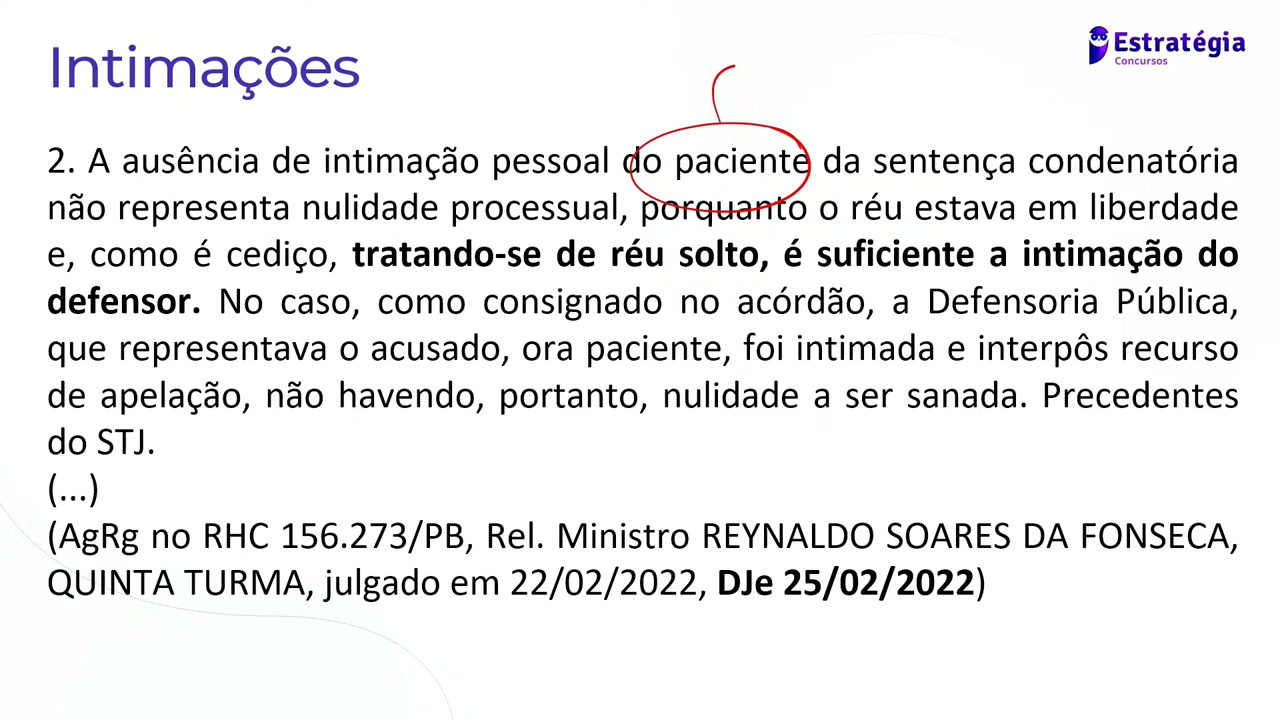 Intimações
Estratégia
Concursos
2. A ausência de intimação pessoal do paciente da sentença condenatória
não representa nulidade processual, porquanto o réu estava em liberdade
e, como é cediço, tratando-se de réu solto, é suficiente a intimação do
defensor. No caso, como consignado no acórdão, a Defensoria Pública,
que representava o acusado, ora paciente, foi intimada e interpôs recurso
de apelação, não havendo, portanto, nulidade a ser sanada. Precedentes
do STJ.
(...)
(AgRg no RHC 156.273/PB, Rel. Ministro REYNALDO SOARES DA FONSECA,
QUINTA TURMA, julgado em 22/02/2022, DJe 25/02/2022)